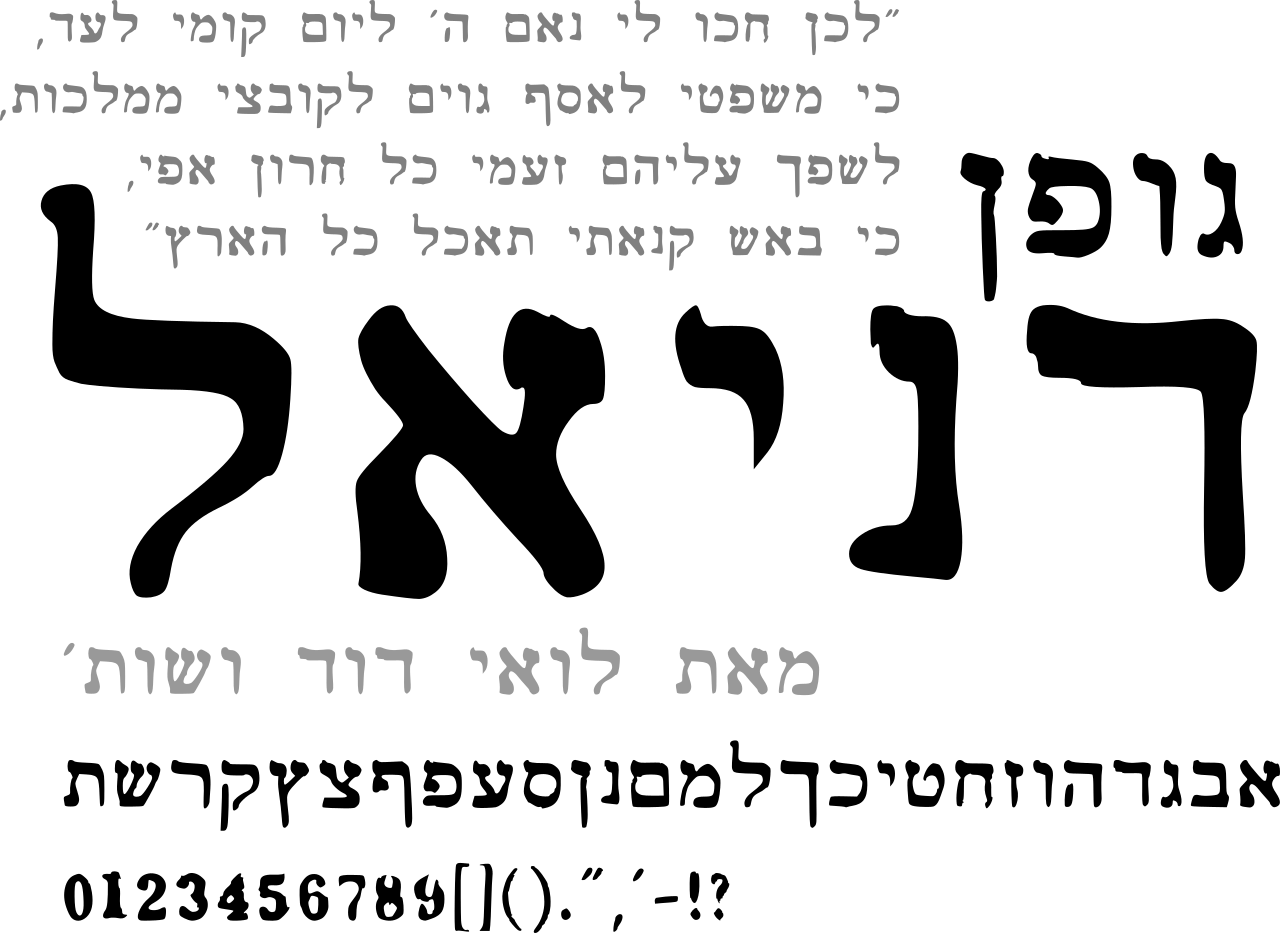 ״לכן חכו לי נאם ה׳ ליום קומי לעד,
כי משפטי לאסף גוים לקובצי ממלכות,
לשפך עליהם זעמי כל חרון אפי,
כי באש קנאתי תאכל כל הארץ״
גופן
דניאל
מאת לואי דוד ושות׳
אבגדהוזחטיכךלמםנןסעפףצץקרשת
0123456789[]().״,׳-!?